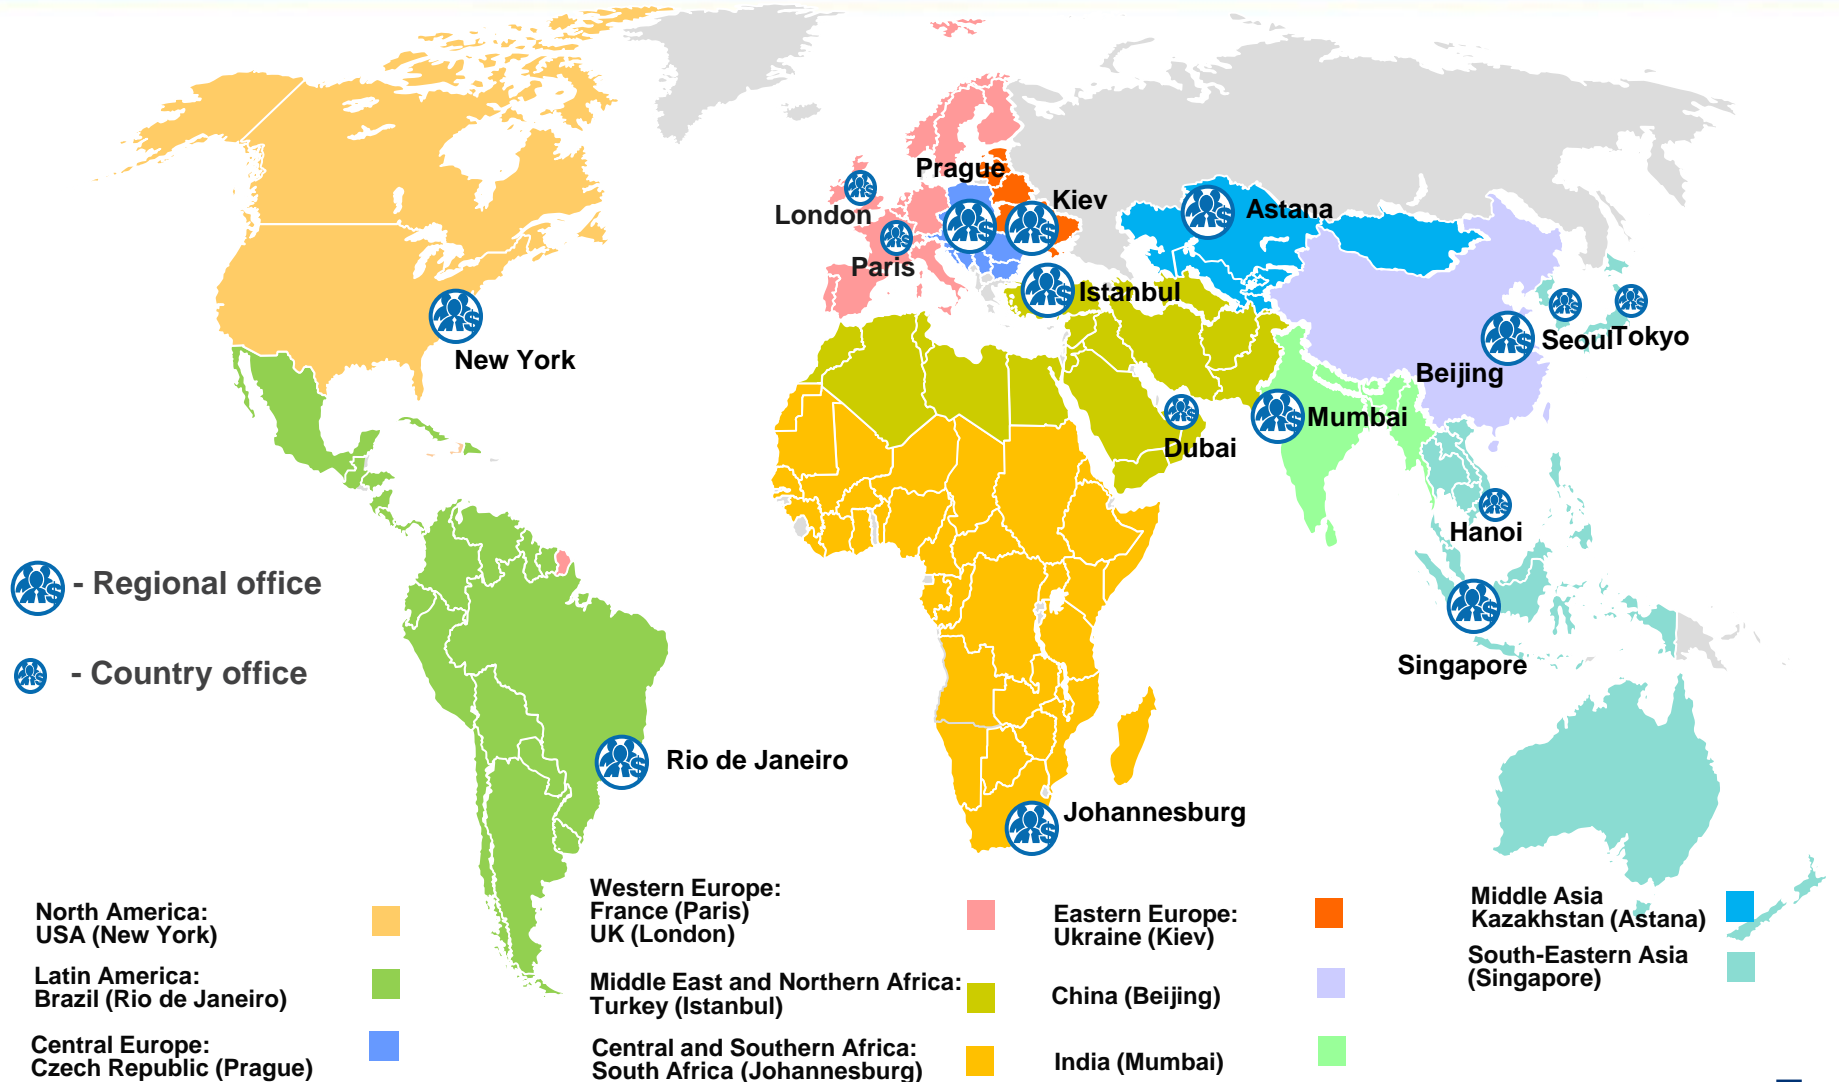 Prague
Kiev
London
Astana
Paris
Istanbul
New York
Seoul
Tokyo
Beijing
Mumbai
Dubai
Hanoi
- Regional office
- Country office
Singapore
Rio de Janeiro
Johannesburg
North America:
USA (New York)
Latin America:
Brazil (Rio de Janeiro)
Central Europe:
Czech Republic (Prague)
Western Europe:
France (Paris)
UK (London)
Middle East and Northern Africa:
Turkey (Istanbul)
Central and Southern Africa:
South Africa (Johannesburg)
Eastern Europe:
Ukraine (Kiev)
China (Beijing)
India (Mumbai)
Middle Asia
Kazakhstan (Astana)
South-Eastern Asia
(Singapore)